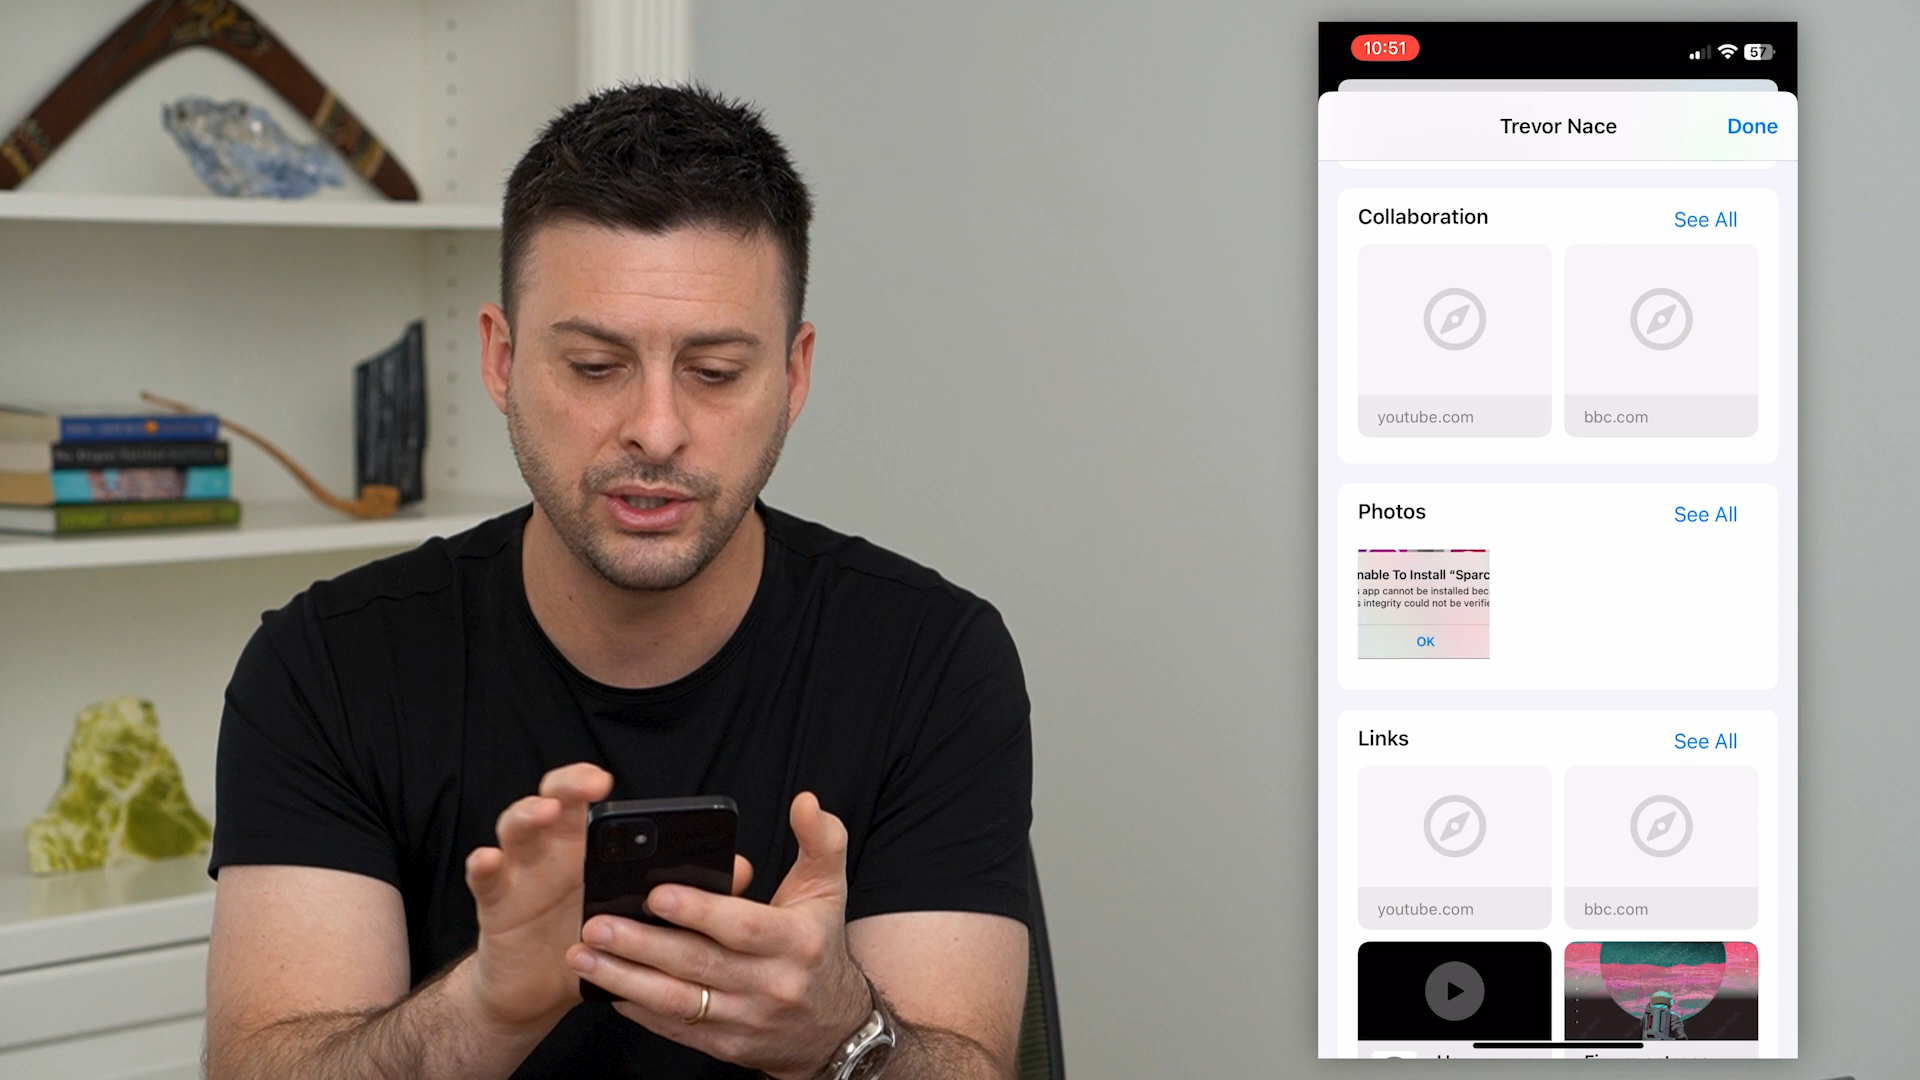 10:51
57
Trevor Nace
Done
Collaboration
See All
youtube.com
bbc.com
Photos
See All
nable To Install “Sparc
s app cannot be installed bec
s integrity could not be verifie
OK
Links
See All
youtube.com
bbc.com